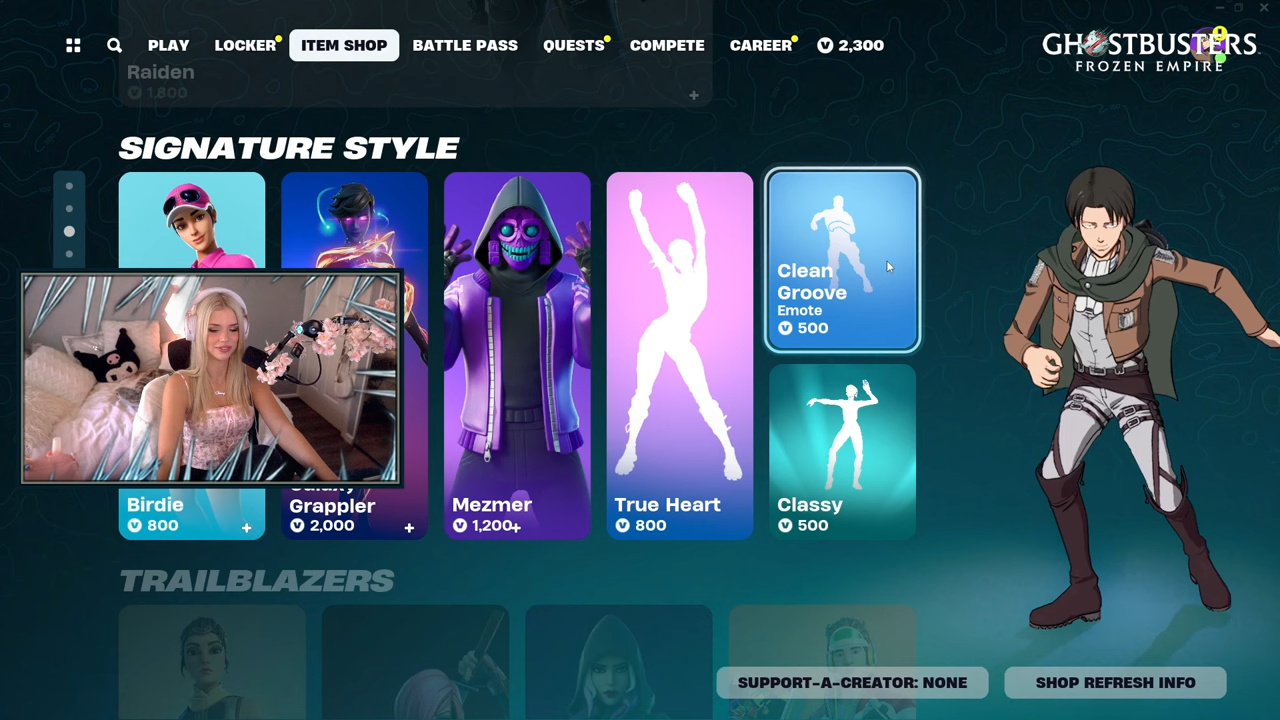 PLAY
LOCKER
ITEM SHOP
BATTLE PASS
QUESTS
COMPETE
CAREER
V 2,300
GHOSTBUSTERS
FROZEN EMPIRE
Raiden
V 1,800
SIGNATURE STYLE
Birdie
V 800
Galaxy
Grappler
V 2,000
Mezmer
V 1,200
True Heart
V 800
Clean
Groove
Emote
V 500
Classy
V 500
TRAILBLAZERS
SUPPORT-A-CREATOR: NONE
SHOP REFRESH INFO